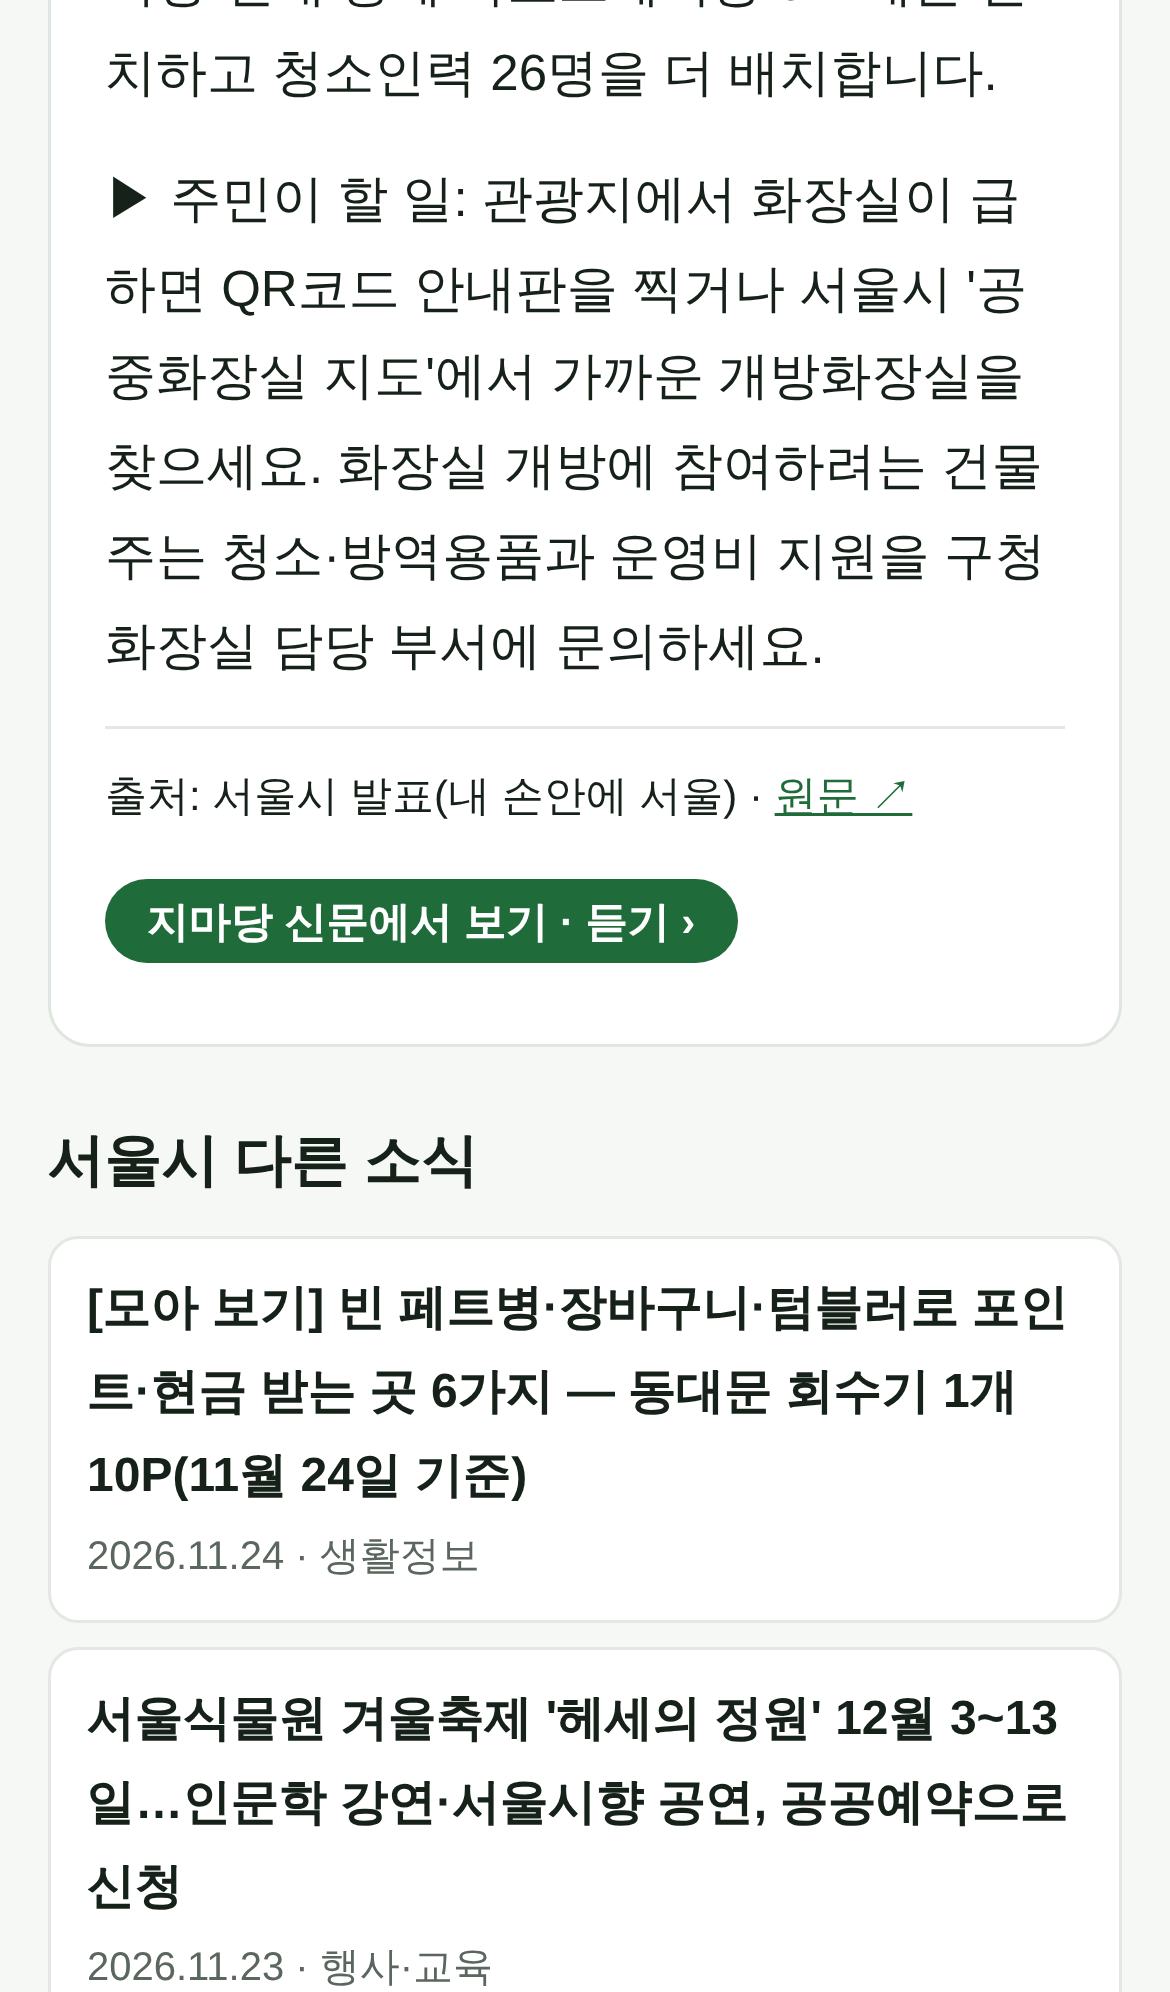 치하고 청소인력 26명을 더 배치합니다.
▶ 주민이 할 일: 관광지에서 화장실이 급
하면 QR코드 안내판을 찍거나 서울시 '공
중화장실 지도'에서 가까운 개방화장실을
찾으세요. 화장실 개방에 참여하려는 건물
주는 청소·방역용품과 운영비 지원을 구청
화장실 담당 부서에 문의하세요.
출처: 서울시 발표(내 손안에 서울) · 원문 ↗
지마당 신문에서 보기 · 듣기 ›
서울시 다른 소식
[모아 보기] 빈 페트병·장바구니·텀블러로 포인
트·현금 받는 곳 6가지 — 동대문 회수기 1개
10P(11월 24일 기준)
2026.11.24 · 생활정보
서울식물원 겨울축제 '헤세의 정원' 12월 3~13
일…인문학 강연·서울시향 공연, 공공예약으로
신청
2026.11.23 · 행사·교육